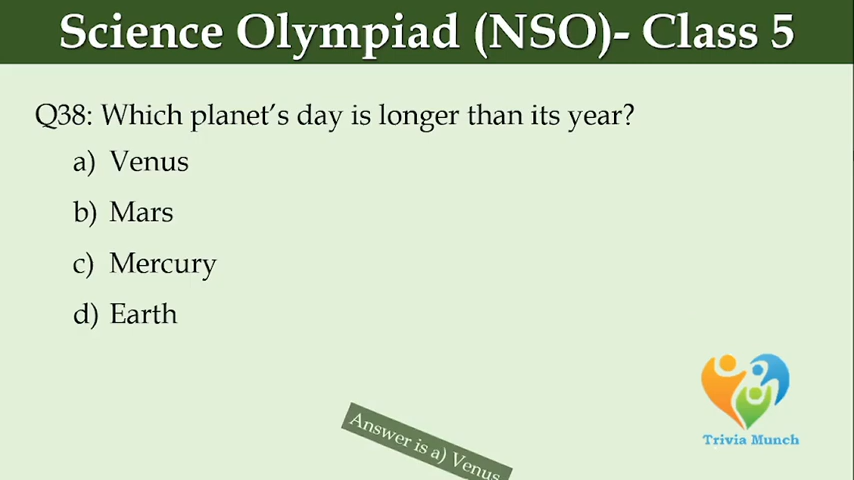 Science Olympiad (NSO)- Class 5
Q38: Which planet’s day is longer than its year?
a) Venus
b) Mars
c) Mercury
d) Earth
Trivia Munch
Answer is a) Venus